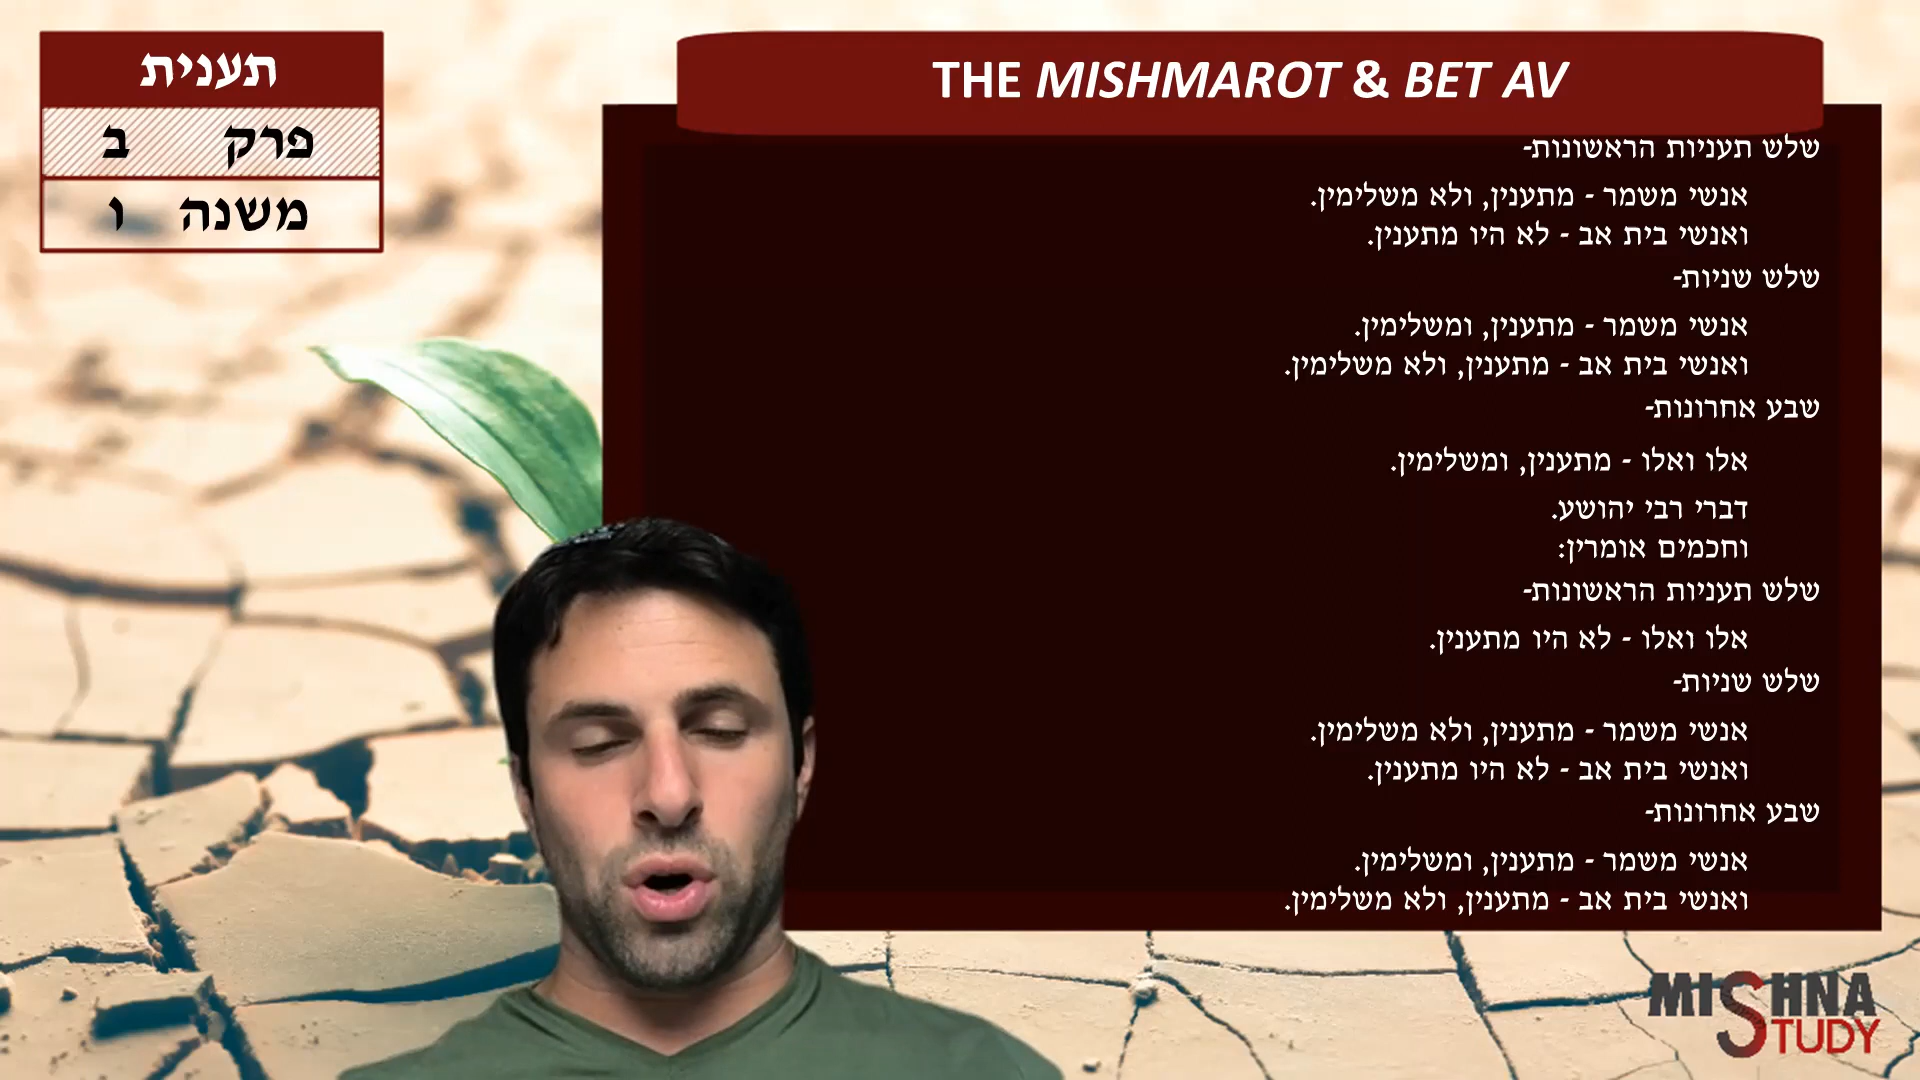 תענית
פרק ב
משנה ו
THE MISHMAROT & BET AV
שלש תעניות הראשונות-
אנשי משמר - מתענין, ולא משלימין.
ואנשי בית אב - לא היו מתענין.
שלש שניות-
אנשי משמר - מתענין, ומשלימין.
ואנשי בית אב - מתענין, ולא משלימין.
שבע אחרונות-
אלו ואלו - מתענין, ומשלימין.
דברי רבי יהושע.
וחכמים אומרין:
שלש תעניות הראשונות-
אלו ואלו - לא היו מתענין.
שלש שניות-
אנשי משמר - מתענין, ולא משלימין.
ואנשי בית אב - לא היו מתענין.
שבע אחרונות-
אנשי משמר - מתענין, ומשלימין.
ואנשי בית אב - מתענין, ולא משלימין.
MISHNA
STUDY